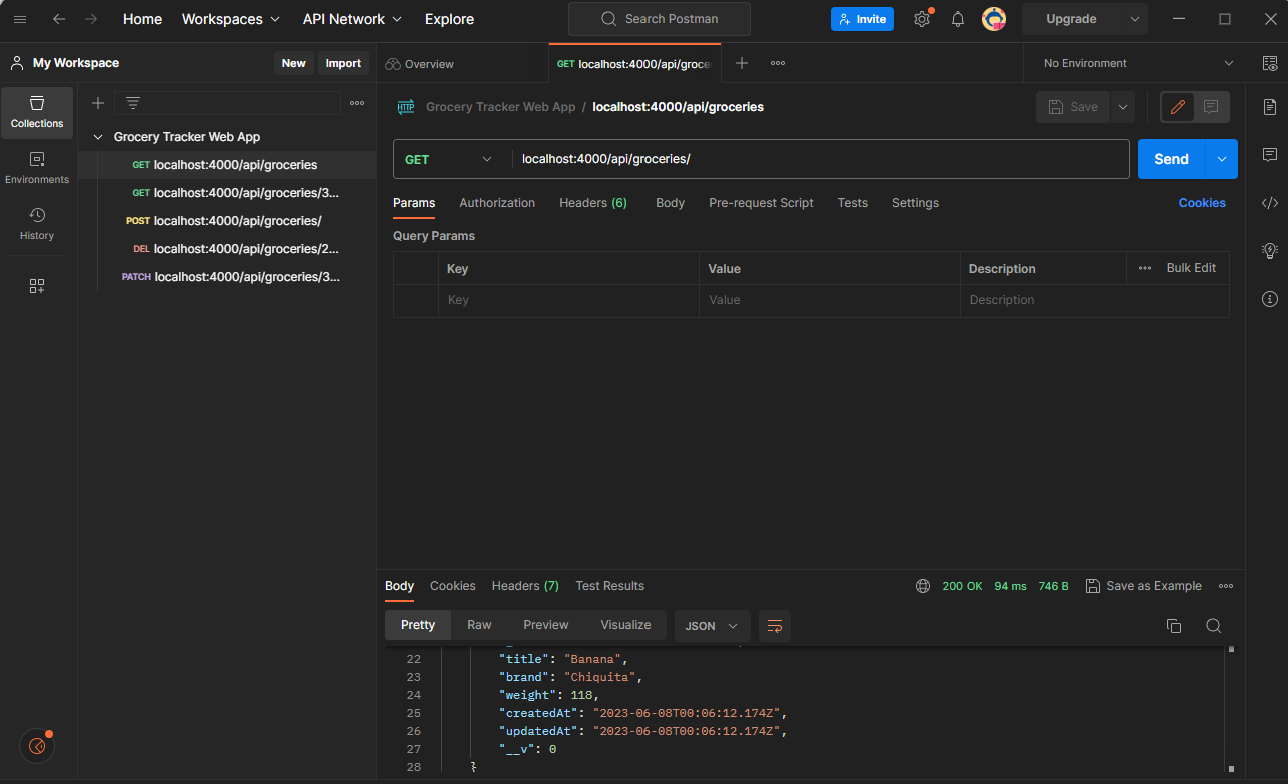 Home Workspaces API Network Explore Search Postman Invite Upgrade
My Workspace New Import Overview GET localhost:4000/api/groce No Environment
Collections
Environments
History
Grocery Tracker Web App
GET localhost:4000/api/groceries
GET localhost:4000/api/groceries/3...
POST localhost:4000/api/groceries/
DEL localhost:4000/api/groceries/2...
PATCH localhost:4000/api/groceries/3...
HTTP Grocery Tracker Web App / localhost:4000/api/groceries Save
GET localhost:4000/api/groceries/ Send
Params Authorization Headers (6) Body Pre-request Script Tests Settings Cookies
Query Params
Key Value Description Bulk Edit
Key Value Description
Body Cookies Headers (7) Test Results 200 OK 94 ms 746 B Save as Example
Pretty Raw Preview Visualize JSON
22 "title": "Banana",
23 "brand": "Chiquita",
24 "weight": 118,
25 "createdAt": "2023-06-08T00:06:12.174Z",
26 "updatedAt": "2023-06-08T00:06:12.174Z",
27 "__v": 0
28 }